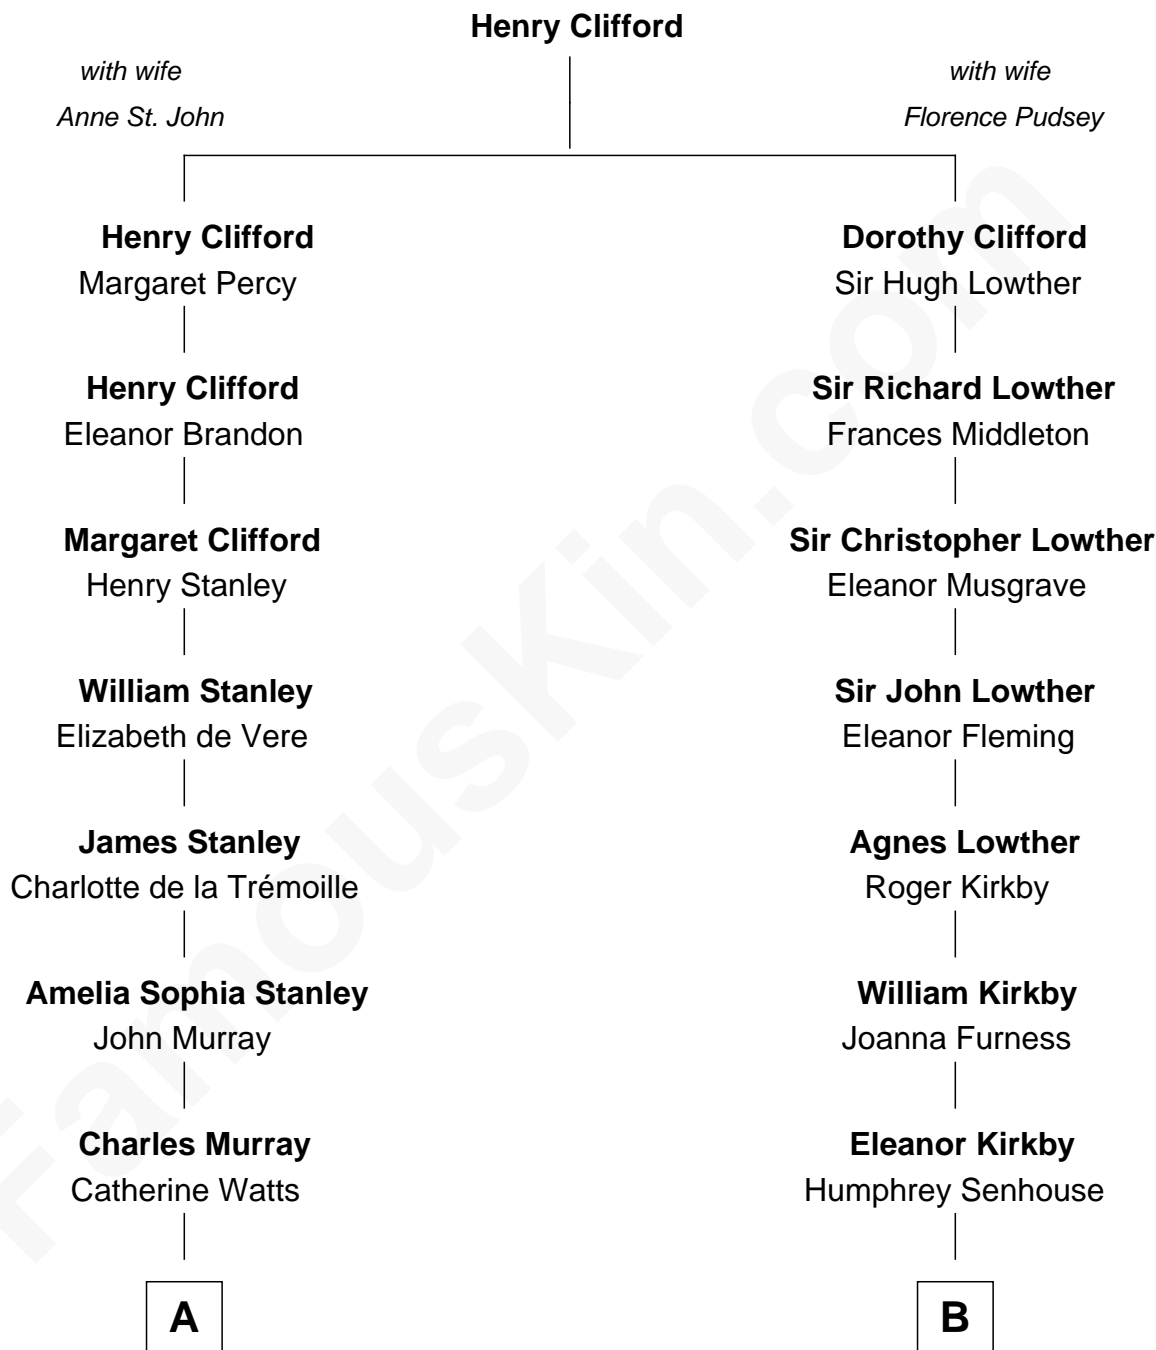 Henry Clifford
with wife
Anne St. John
with wife
Florence Pudsey
Henry Clifford
Margaret Percy
Dorothy Clifford
Sir Hugh Lowther
Henry Clifford
Eleanor Brandon
Sir Richard Lowther
Frances Middleton
Margaret Clifford
Henry Stanley
Sir Christopher Lowther
Eleanor Musgrave
William Stanley
Elizabeth de Vere
Sir John Lowther
Eleanor Fleming
James Stanley
Charlotte de la Trémoille
Agnes Lowther
Roger Kirkby
Amelia Sophia Stanley
John Murray
William Kirkby
Joanna Furness
Charles Murray
Catherine Watts
Eleanor Kirkby
Humphrey Senhouse
A
B
FamousKin.com